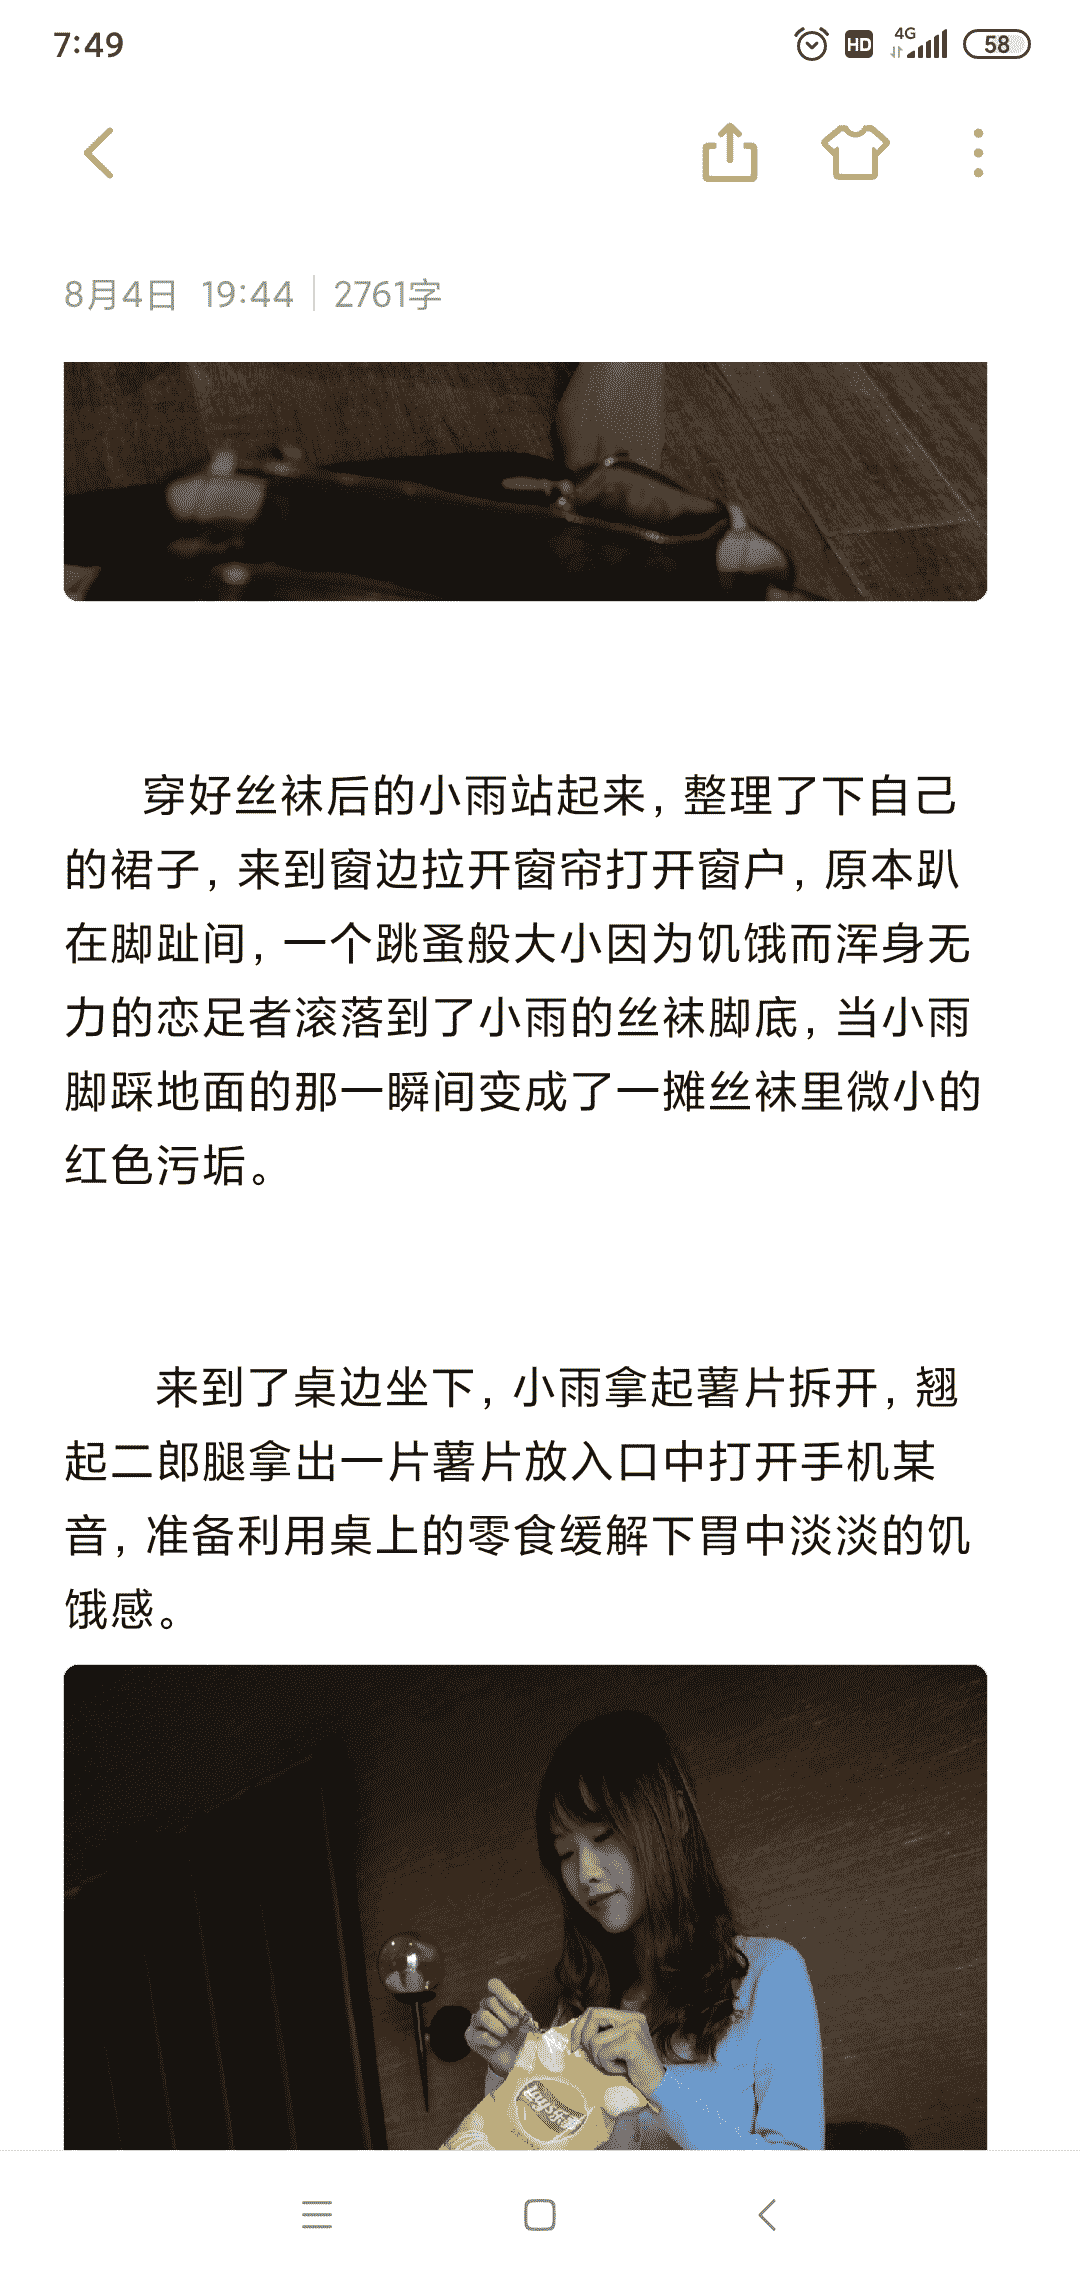 7:49
HD
4G
58
8月4日 19:44 | 2761字
穿好丝袜后的小雨站起来，整理了下自己
的裙子，来到窗边拉开窗帘打开窗户，原本趴
在脚趾间，一个跳蚤般大小因为饥饿而浑身无
力的恋足者滚落到了小雨的丝袜脚底，当小雨
脚踩地面的那一瞬间变成了一摊丝袜里微小的
红色污垢。
来到了桌边坐下，小雨拿起薯片拆开，翘
起二郎腿拿出一片薯片放入口中打开手机某
音，准备利用桌上的零食缓解下胃中淡淡的饥
饿感。
Lay's乐事